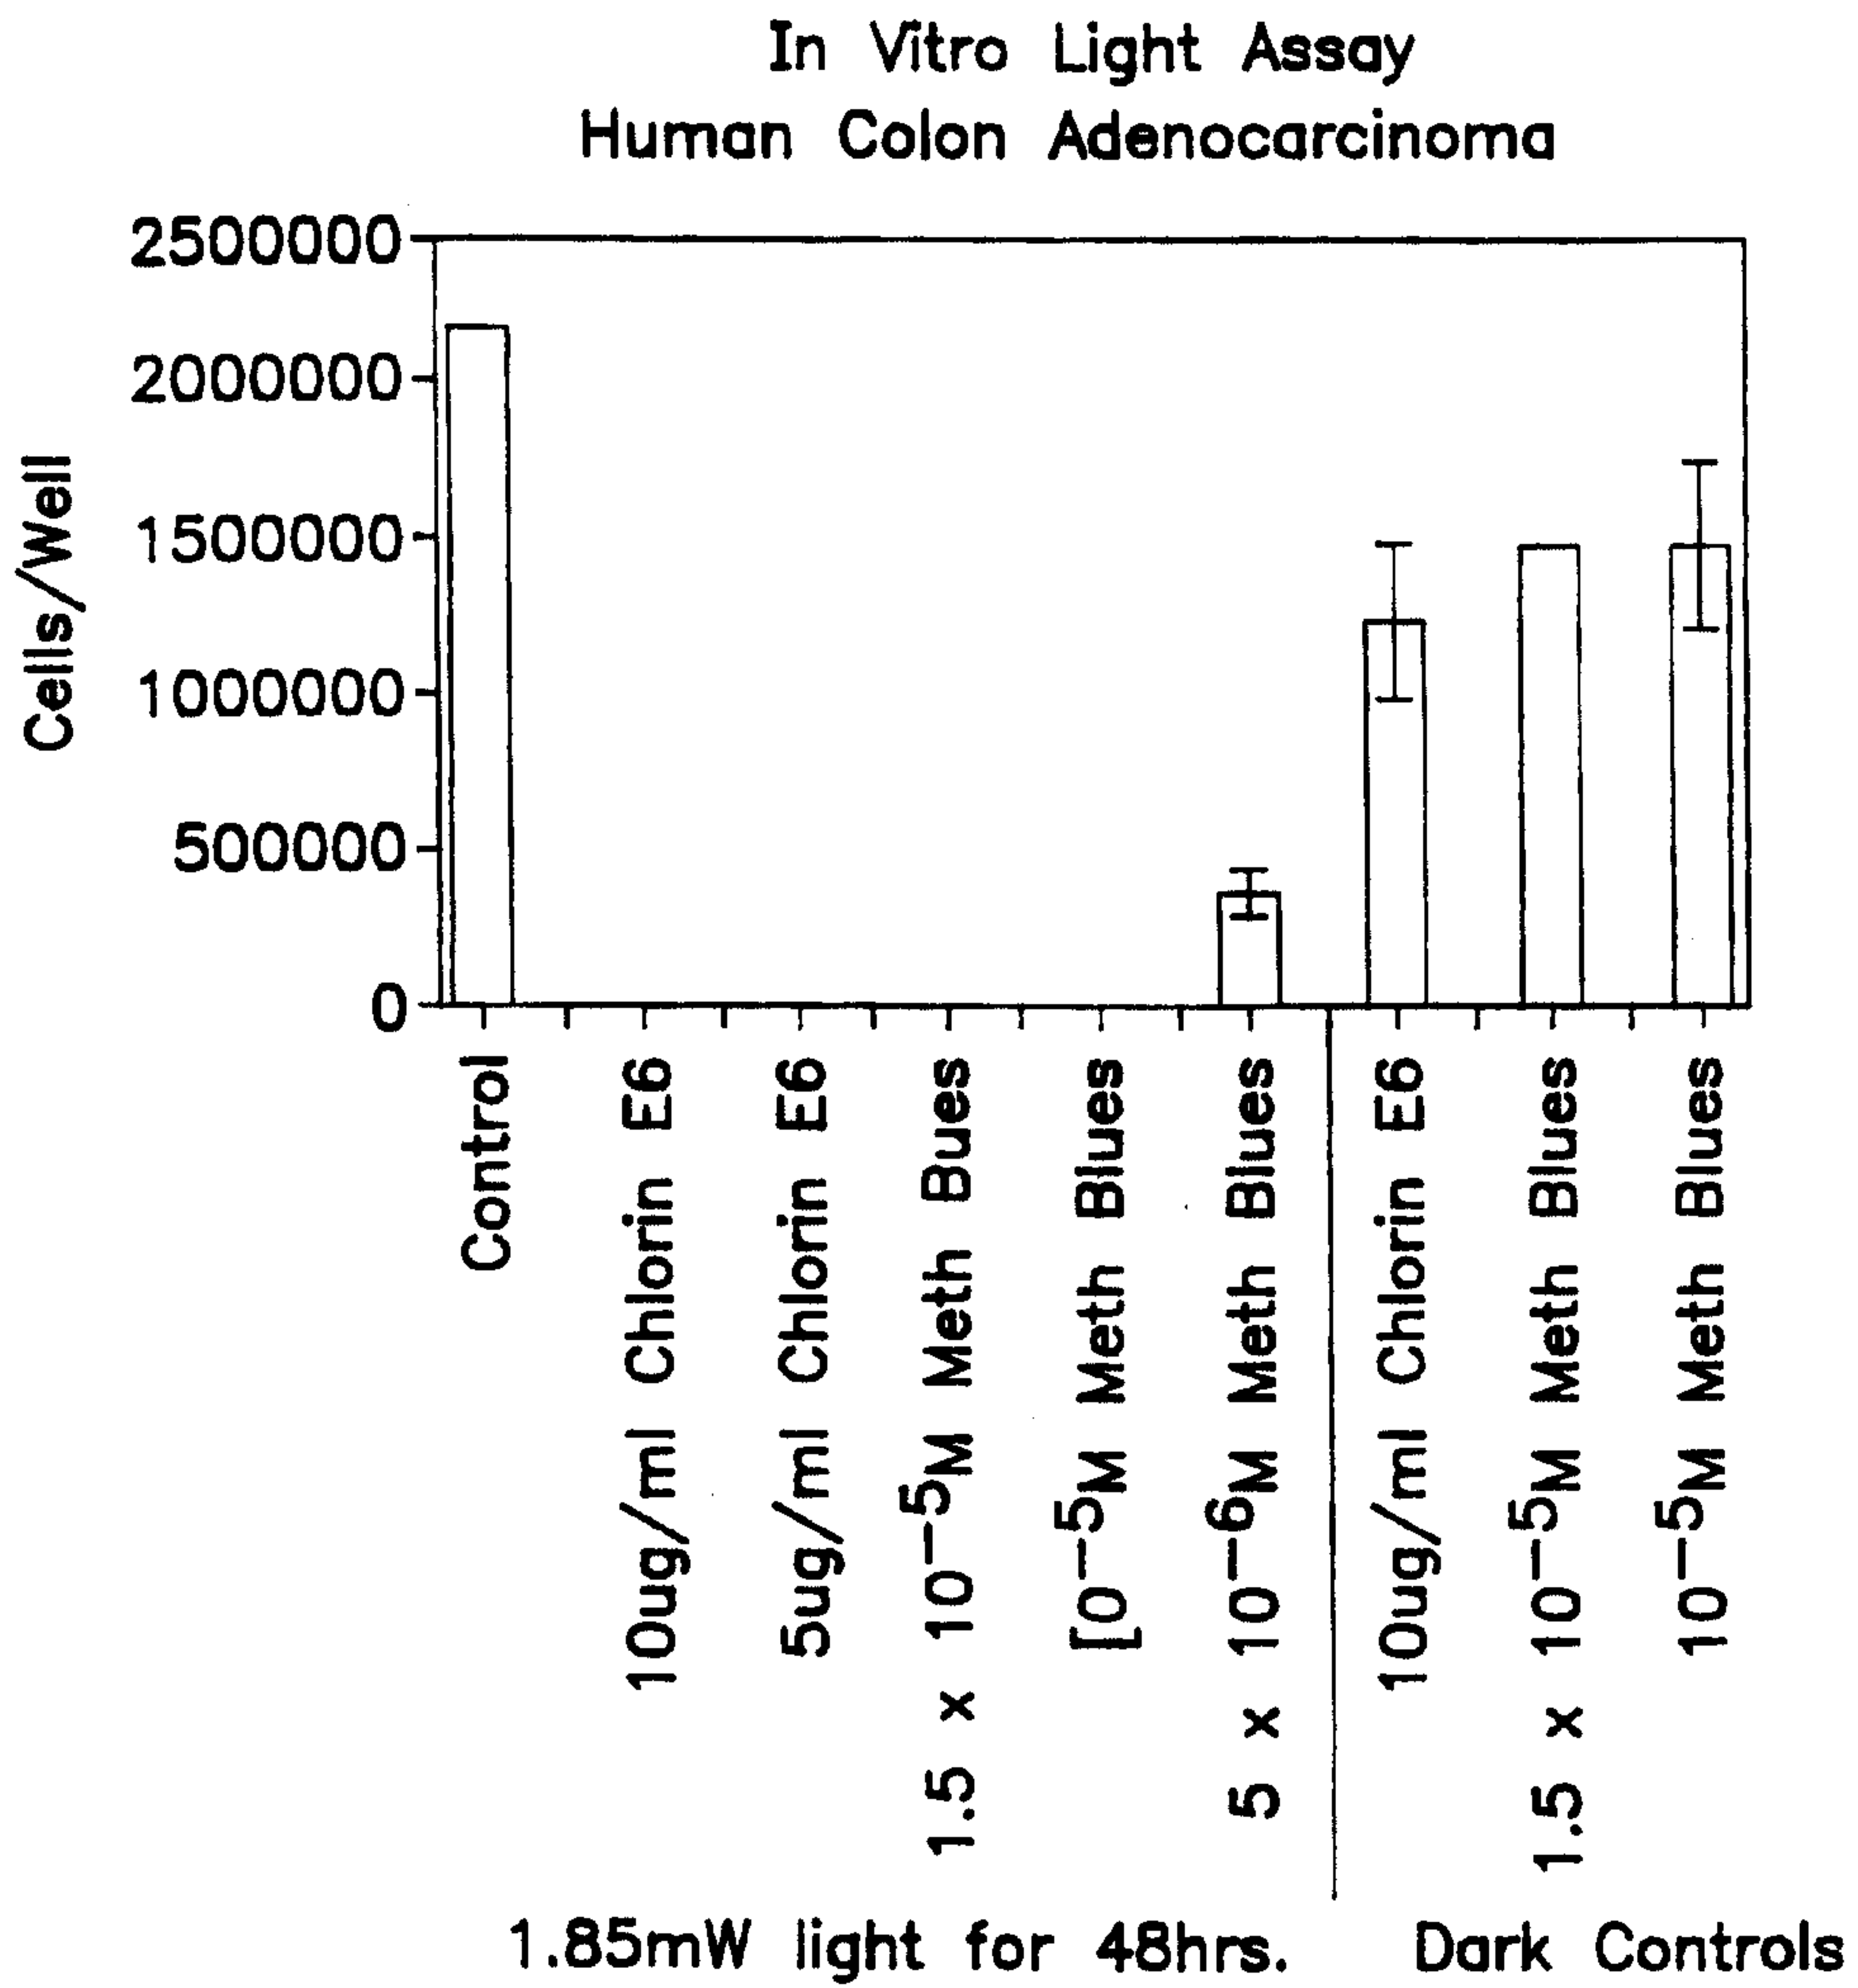 In Vitro Light Assay
Human Colon Adenocarcinoma
Cells/Well
2500000
2000000
1500000
1000000
500000
0
Control
10ug/ml Chlorin E6
5ug/ml Chlorin E6
1.5 x 10⁻⁵M Meth Bues
[0⁻⁵M Meth Blues
5 x 10⁻⁶M Meth Blues
10ug/ml Chlorin E6
1.5 x 10⁻⁵M Meth Blues
10⁻⁵M Meth Blues
1.85mW light for 48hrs.
Dark Controls